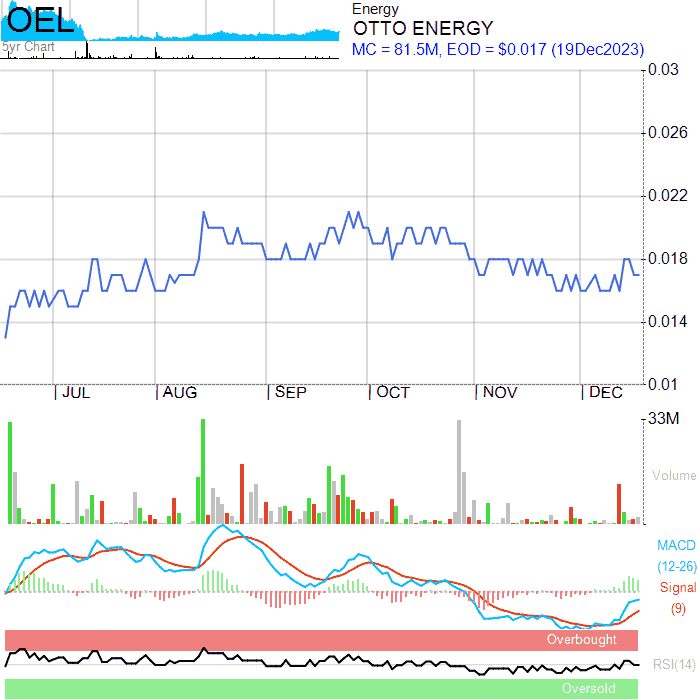 OEL
5yr Chart
Energy
OTTO ENERGY
MC = 81.5M, EOD = $0.017 (19Dec2023)
0.03
0.026
0.022
0.018
0.014
0.01
JUL AUG SEP OCT NOV DEC
33M
Volume
MACD
(12-26)
Signal
(9)
Overbought
RSI(14)
Oversold